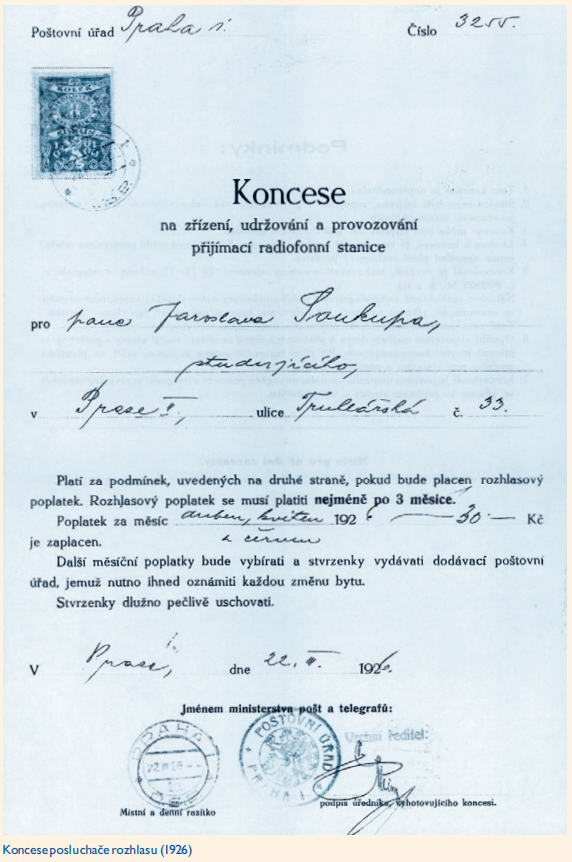 Poštovní úřad Praha 1. Číslo 3255.
KOLEK
Koncese
na zřízení, udržování a provozování
přijímací radiofonní stanice
pro pana Jaroslava Soukupa,
studujícího,
v Praze II, ulice Truhlářská č. 33.
Platí za podmínek, uvedených na druhé straně, pokud bude placen rozhlasový
poplatek. Rozhlasový poplatek se musí platiti nejméně po 3 měsíce.
Poplatek za měsíc duben, květen 1926 — 30 — Kč
je zaplacen. a červen
Další měsíční poplatky bude vybírati a stvrzenky vydávati dodávací poštovní
úřad, jemuž nutno ihned oznámiti každou změnu bytu.
Stvrzenky dlužno pečlivě uschovati.
V Praze, dne 22. III. 1926.
Jménem ministerstva pošt a telegrafů:
PRAHA 1
POŠTOVNÍ ÚŘAD
PRAHA 1
Vrchní ředitel:
Místní a denní razítko
podpis úředníka, vyhotovujícího koncesi.
Koncese posluchače rozhlasu (1926)